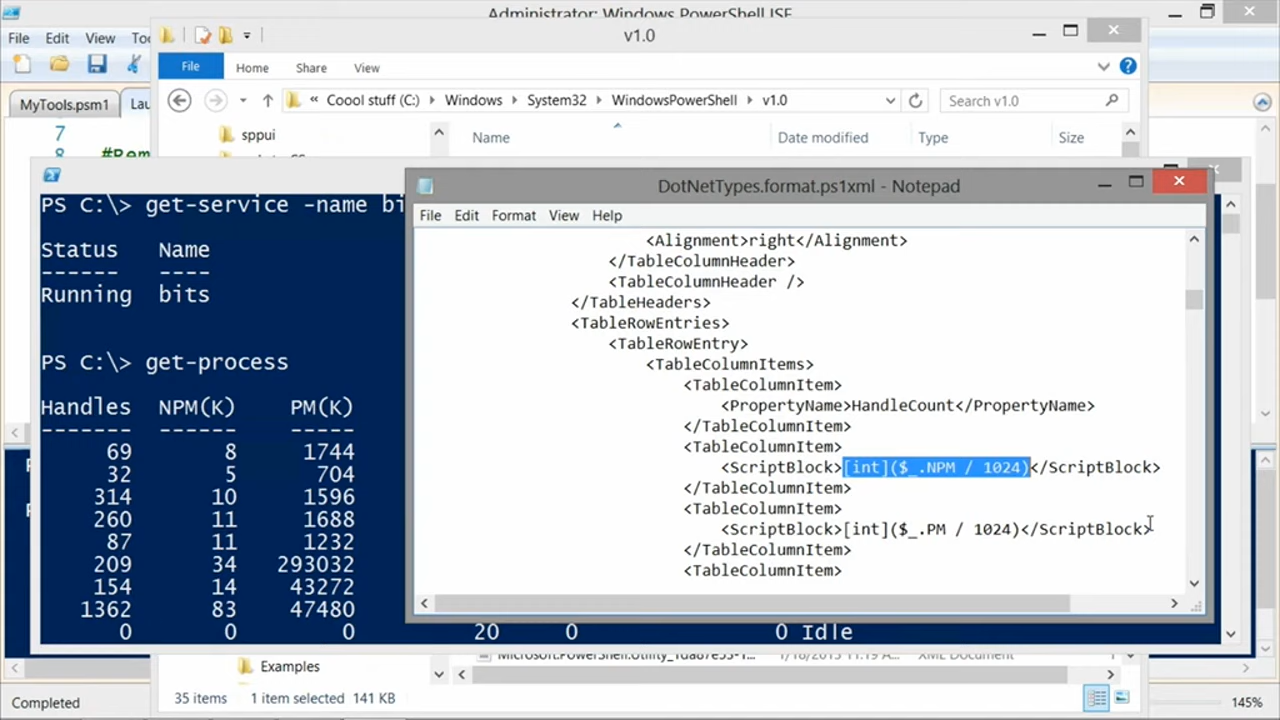 Administrator: Windows PowerShell ISE
File Edit View
v1.0
File Home Share View
MyTools.psm1
« Coool stuff (C:) Windows System32 WindowsPowerShell v1.0
Search v1.0
7
8
sppui
Name Date modified Type Size
DotNetTypes.format.ps1xml - Notepad
File Edit Format View Help
PS C:\> get-service -name bi
Status Name
------ ----
Running bits
PS C:\> get-process
Handles NPM(K) PM(K)
------- ------ -----
69 8 1744
32 5 704
314 10 1596
260 11 1688
87 11 1232
209 34 293032
154 14 43272
1362 83 47480
0 0 0 20 0 0 Idle
<Alignment>right</Alignment>
</TableColumnHeader>
<TableColumnHeader />
</TableHeaders>
<TableRowEntries>
<TableRowEntry>
<TableColumnItems>
<TableColumnItem>
<PropertyName>HandleCount</PropertyName>
</TableColumnItem>
<TableColumnItem>
<ScriptBlock>[int]($_.NPM / 1024)</ScriptBlock>
</TableColumnItem>
<TableColumnItem>
<ScriptBlock>[int]($_.PM / 1024)</ScriptBlock>
</TableColumnItem>
<TableColumnItem>
Examples
35 items 1 item selected 141 KB
Completed
145%